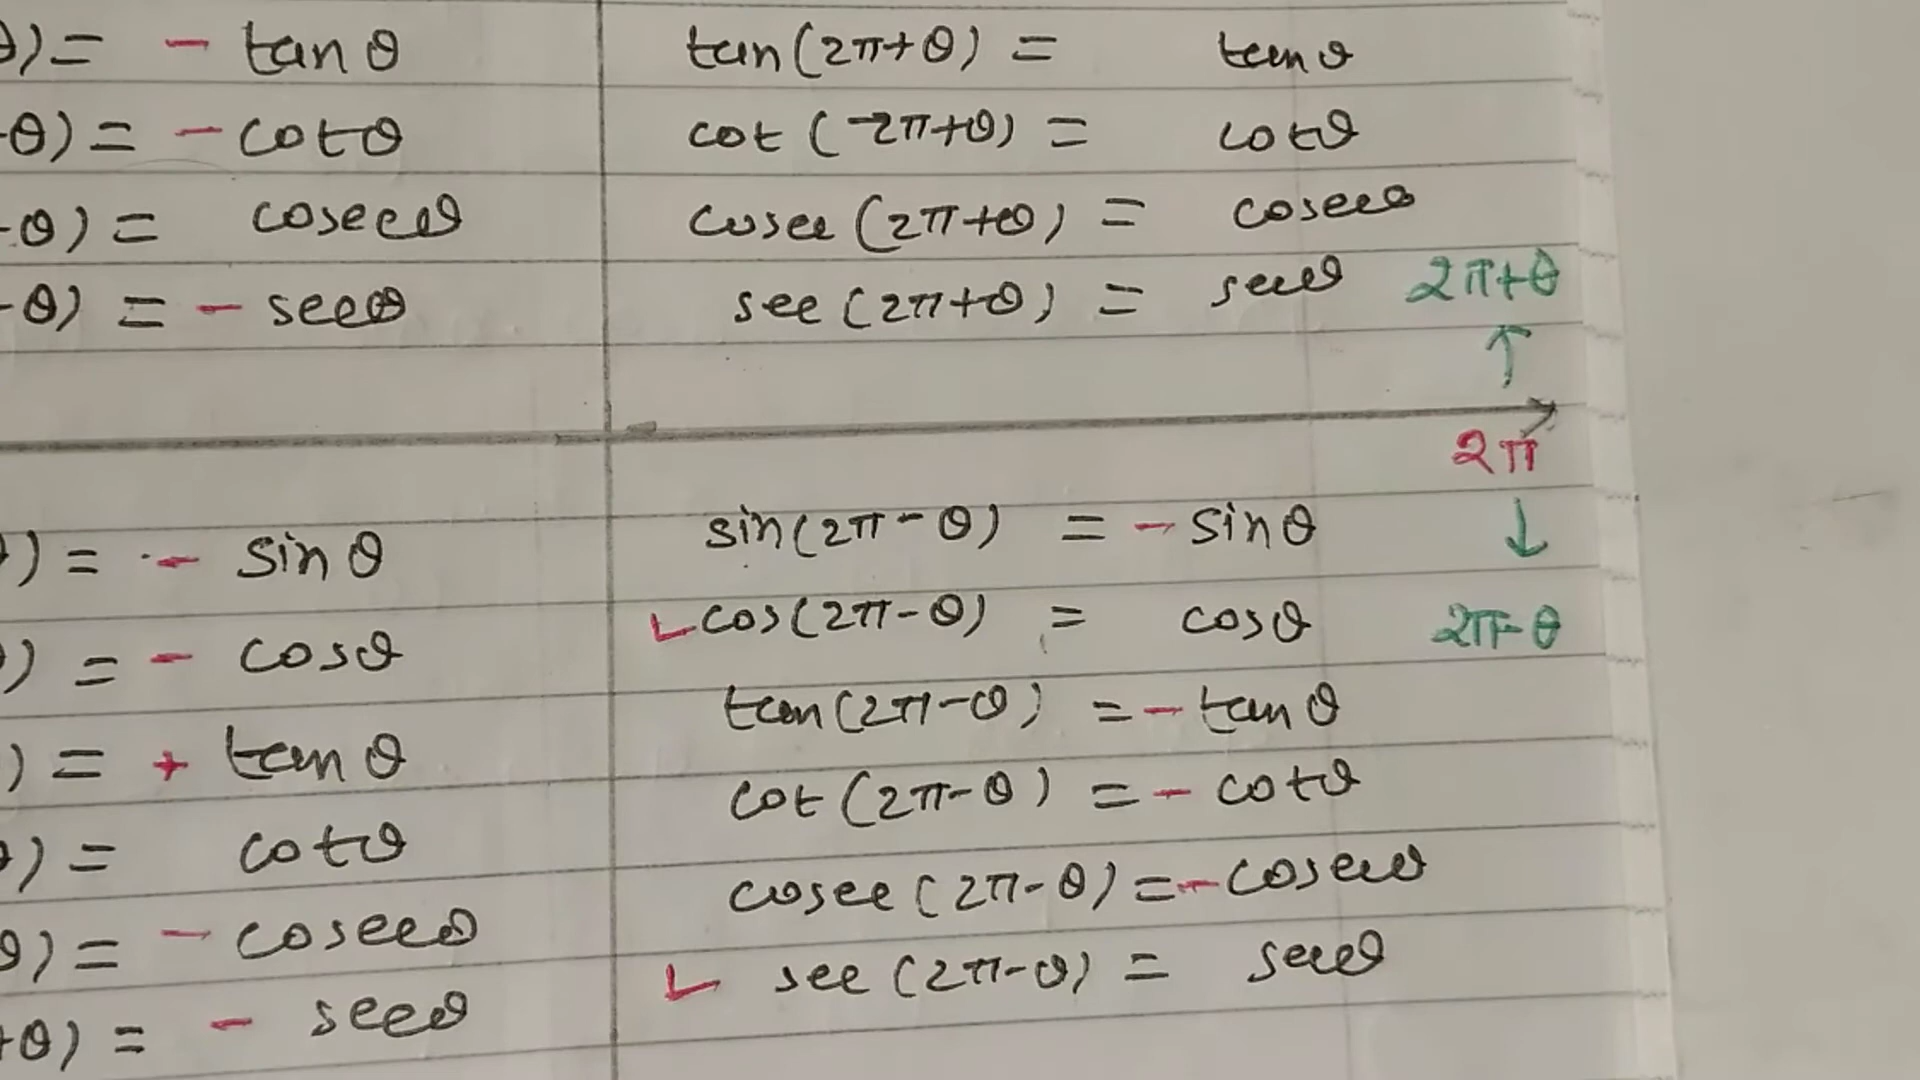 θ) = - tan θ
-θ) = - cot θ
-θ) = cosec θ
-θ) = - sec θ
tan (2π+θ) = tan θ
cot (-2π+θ) = cot θ
cosec (2π+θ) = cosec θ
sec (2π+θ) = sec θ
2π+θ
↑
2π
↓
2π-θ
) = - sin θ
) = - cos θ
) = + tan θ
) = cot θ
θ) = - cosec θ
+θ) = - sec θ
sin(2π-θ) = - sin θ
cos(2π-θ) = cos θ
tan(2π-θ) = - tan θ
cot (2π-θ) = - cot θ
cosec (2π-θ) = - cosec θ
sec (2π-θ) = sec θ